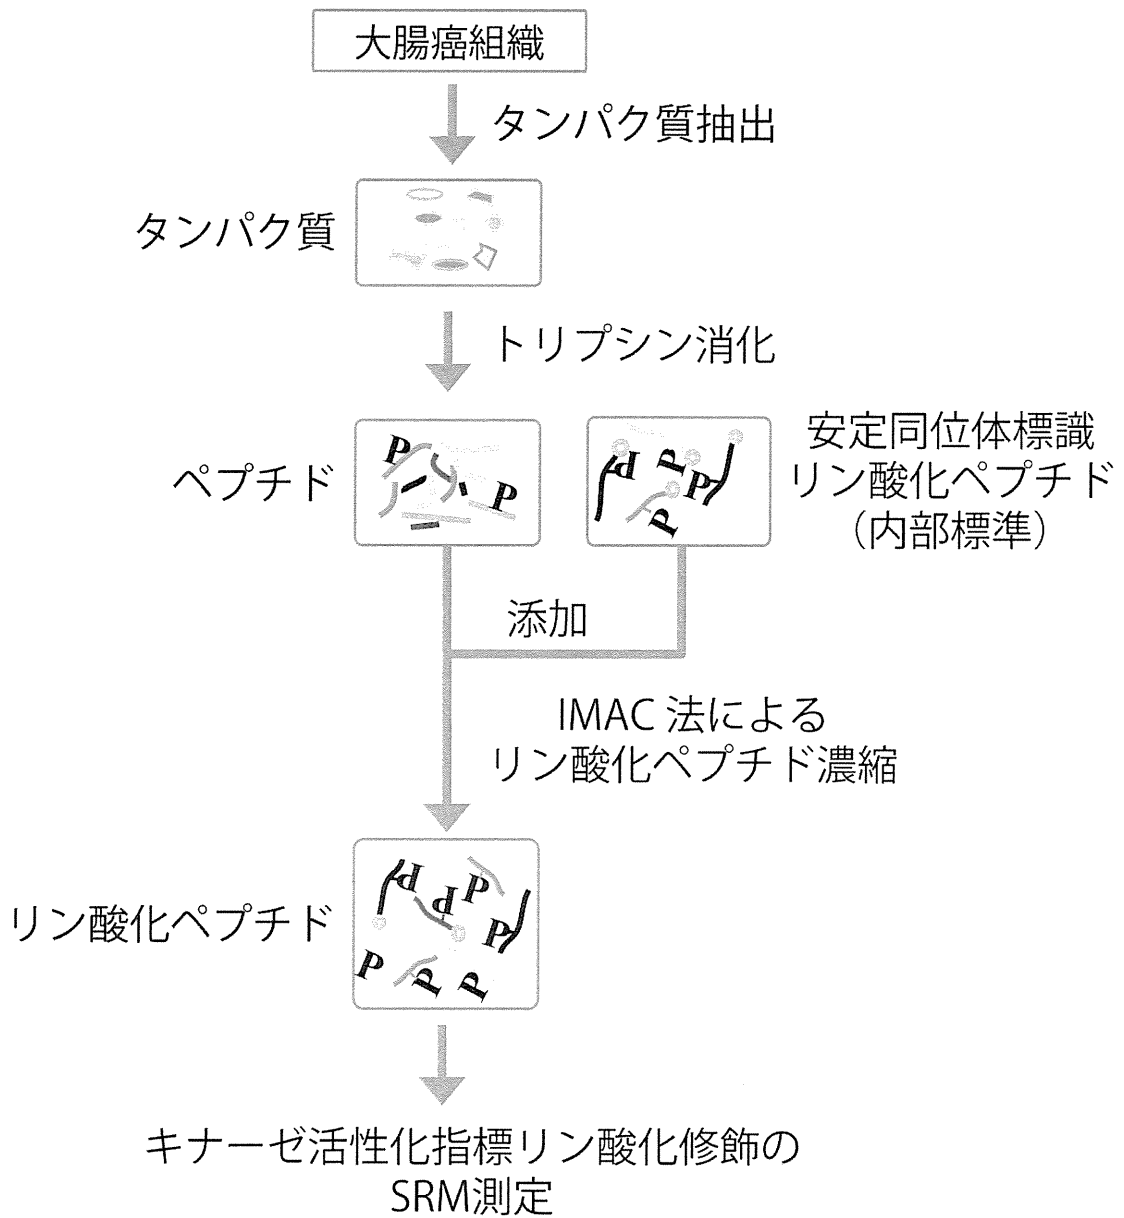 大腸癌組織
タンパク質抽出
タンパク質
トリプシン消化
ペプチド
P
P
安定同位体標識
リン酸化ペプチド
（内部標準）
P
P
P
P
添加
IMAC 法による
リン酸化ペプチド濃縮
リン酸化ペプチド
P
P
P
P
P
P
P
キナーゼ活性化指標リン酸化修飾の
SRM測定